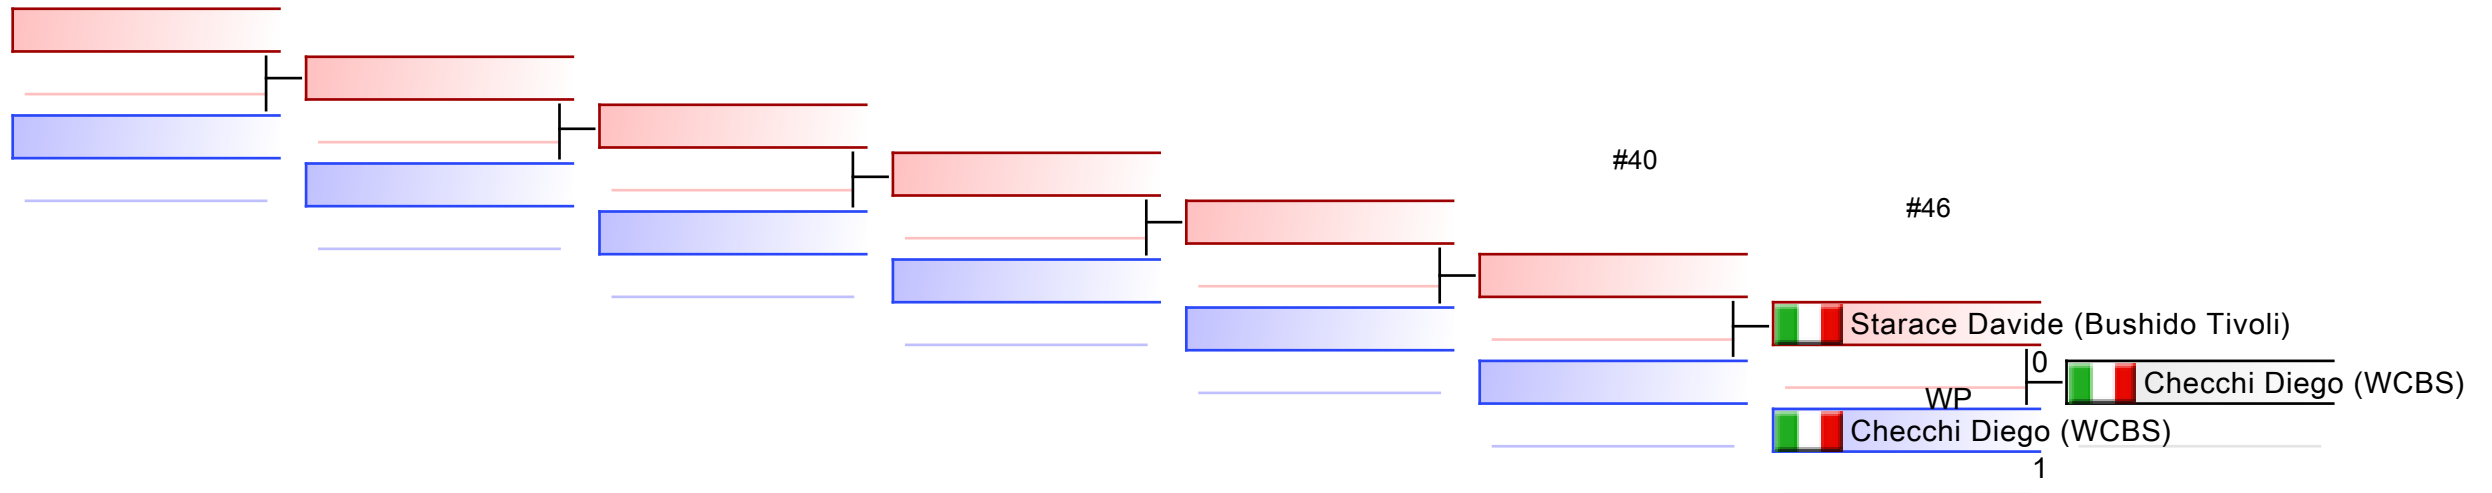 #40
#46
Starace Davide (Bushido Tivoli)
0
Checchi Diego (WCBS)
WP
Checchi Diego (WCBS)
1